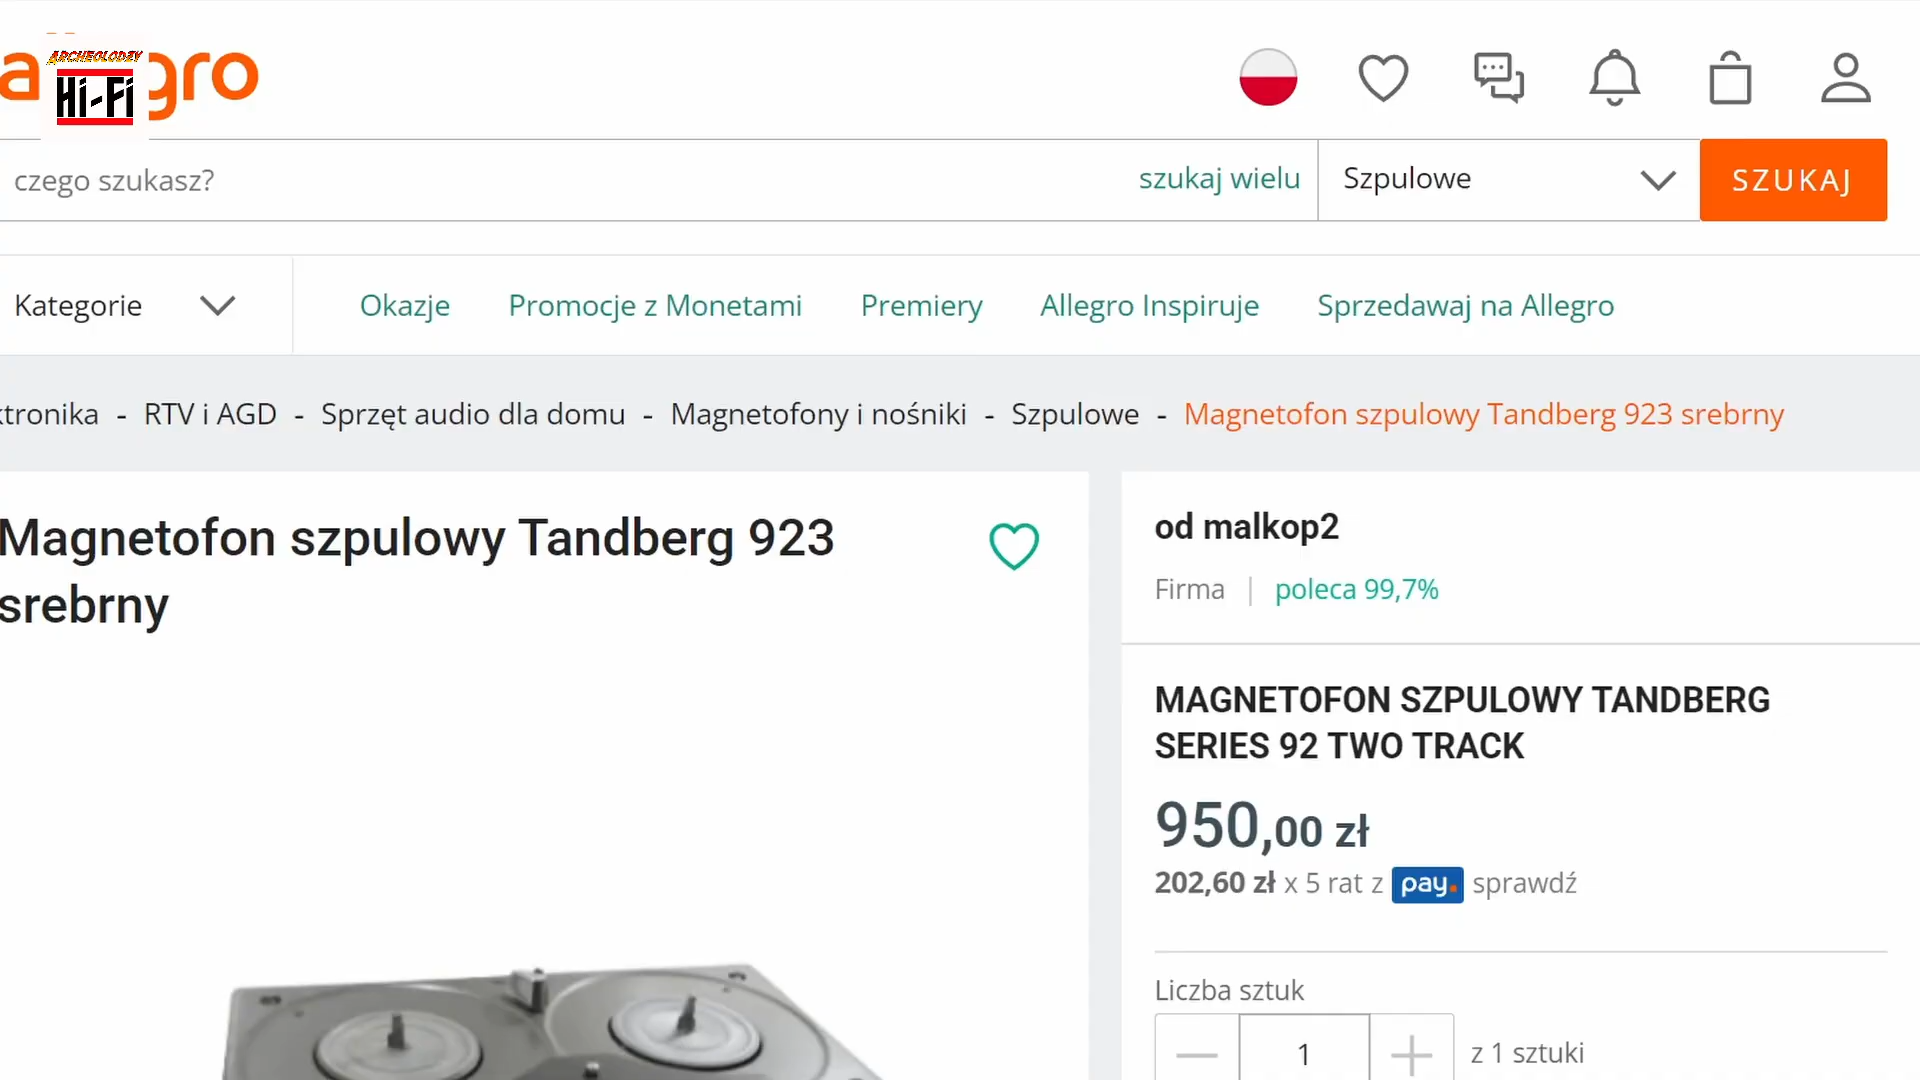 ARCHEOLODZY
Hi-Fi
gro
czego szukasz?
szukaj wielu
Szpulowe
SZUKAJ
Kategorie
Okazje
Promocje z Monetami
Premiery
Allegro Inspiruje
Sprzedawaj na Allegro
ktronika - RTV i AGD - Sprzęt audio dla domu - Magnetofony i nośniki - Szpulowe - Magnetofon szpulowy Tandberg 923 srebrny
Magnetofon szpulowy Tandberg 923
srebrny
od malkop2
Firma | poleca 99,7%
MAGNETOFON SZPULOWY TANDBERG
SERIES 92 TWO TRACK
950,00 zł
202,60 zł x 5 rat z pay. sprawdź
Liczba sztuk
1
z 1 sztuki